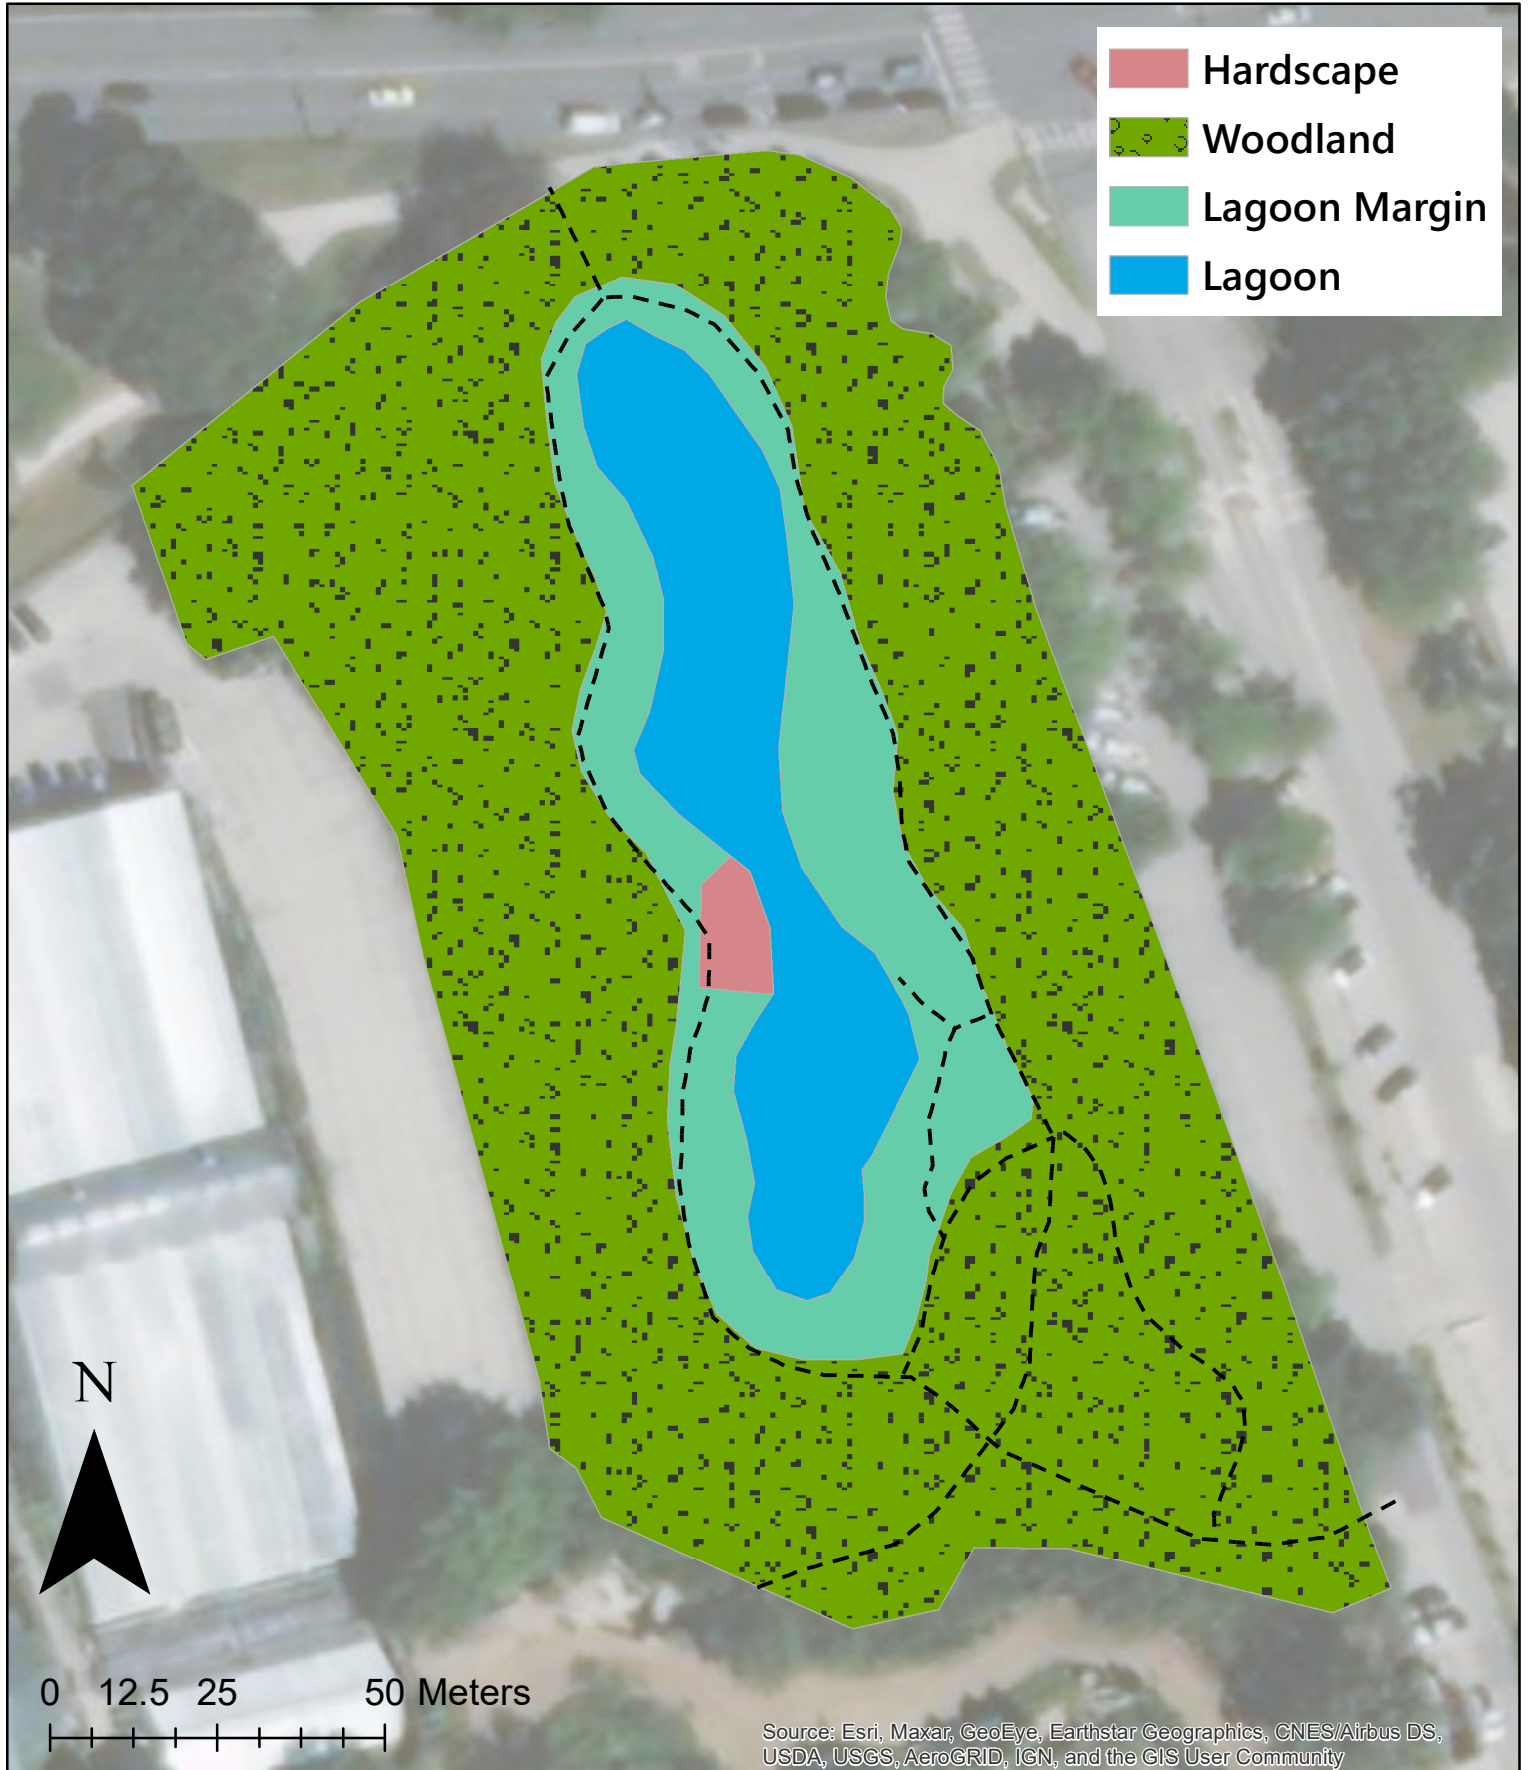 Hardscape
Woodland
Lagoon Margin
Lagoon
N
0 12.5 25 50 Meters
Source: Esri, Maxar, GeoEye, Earthstar Geographics, CNES/Airbus DS,
USDA, USGS, AeroGRID, IGN, and the GIS User Community